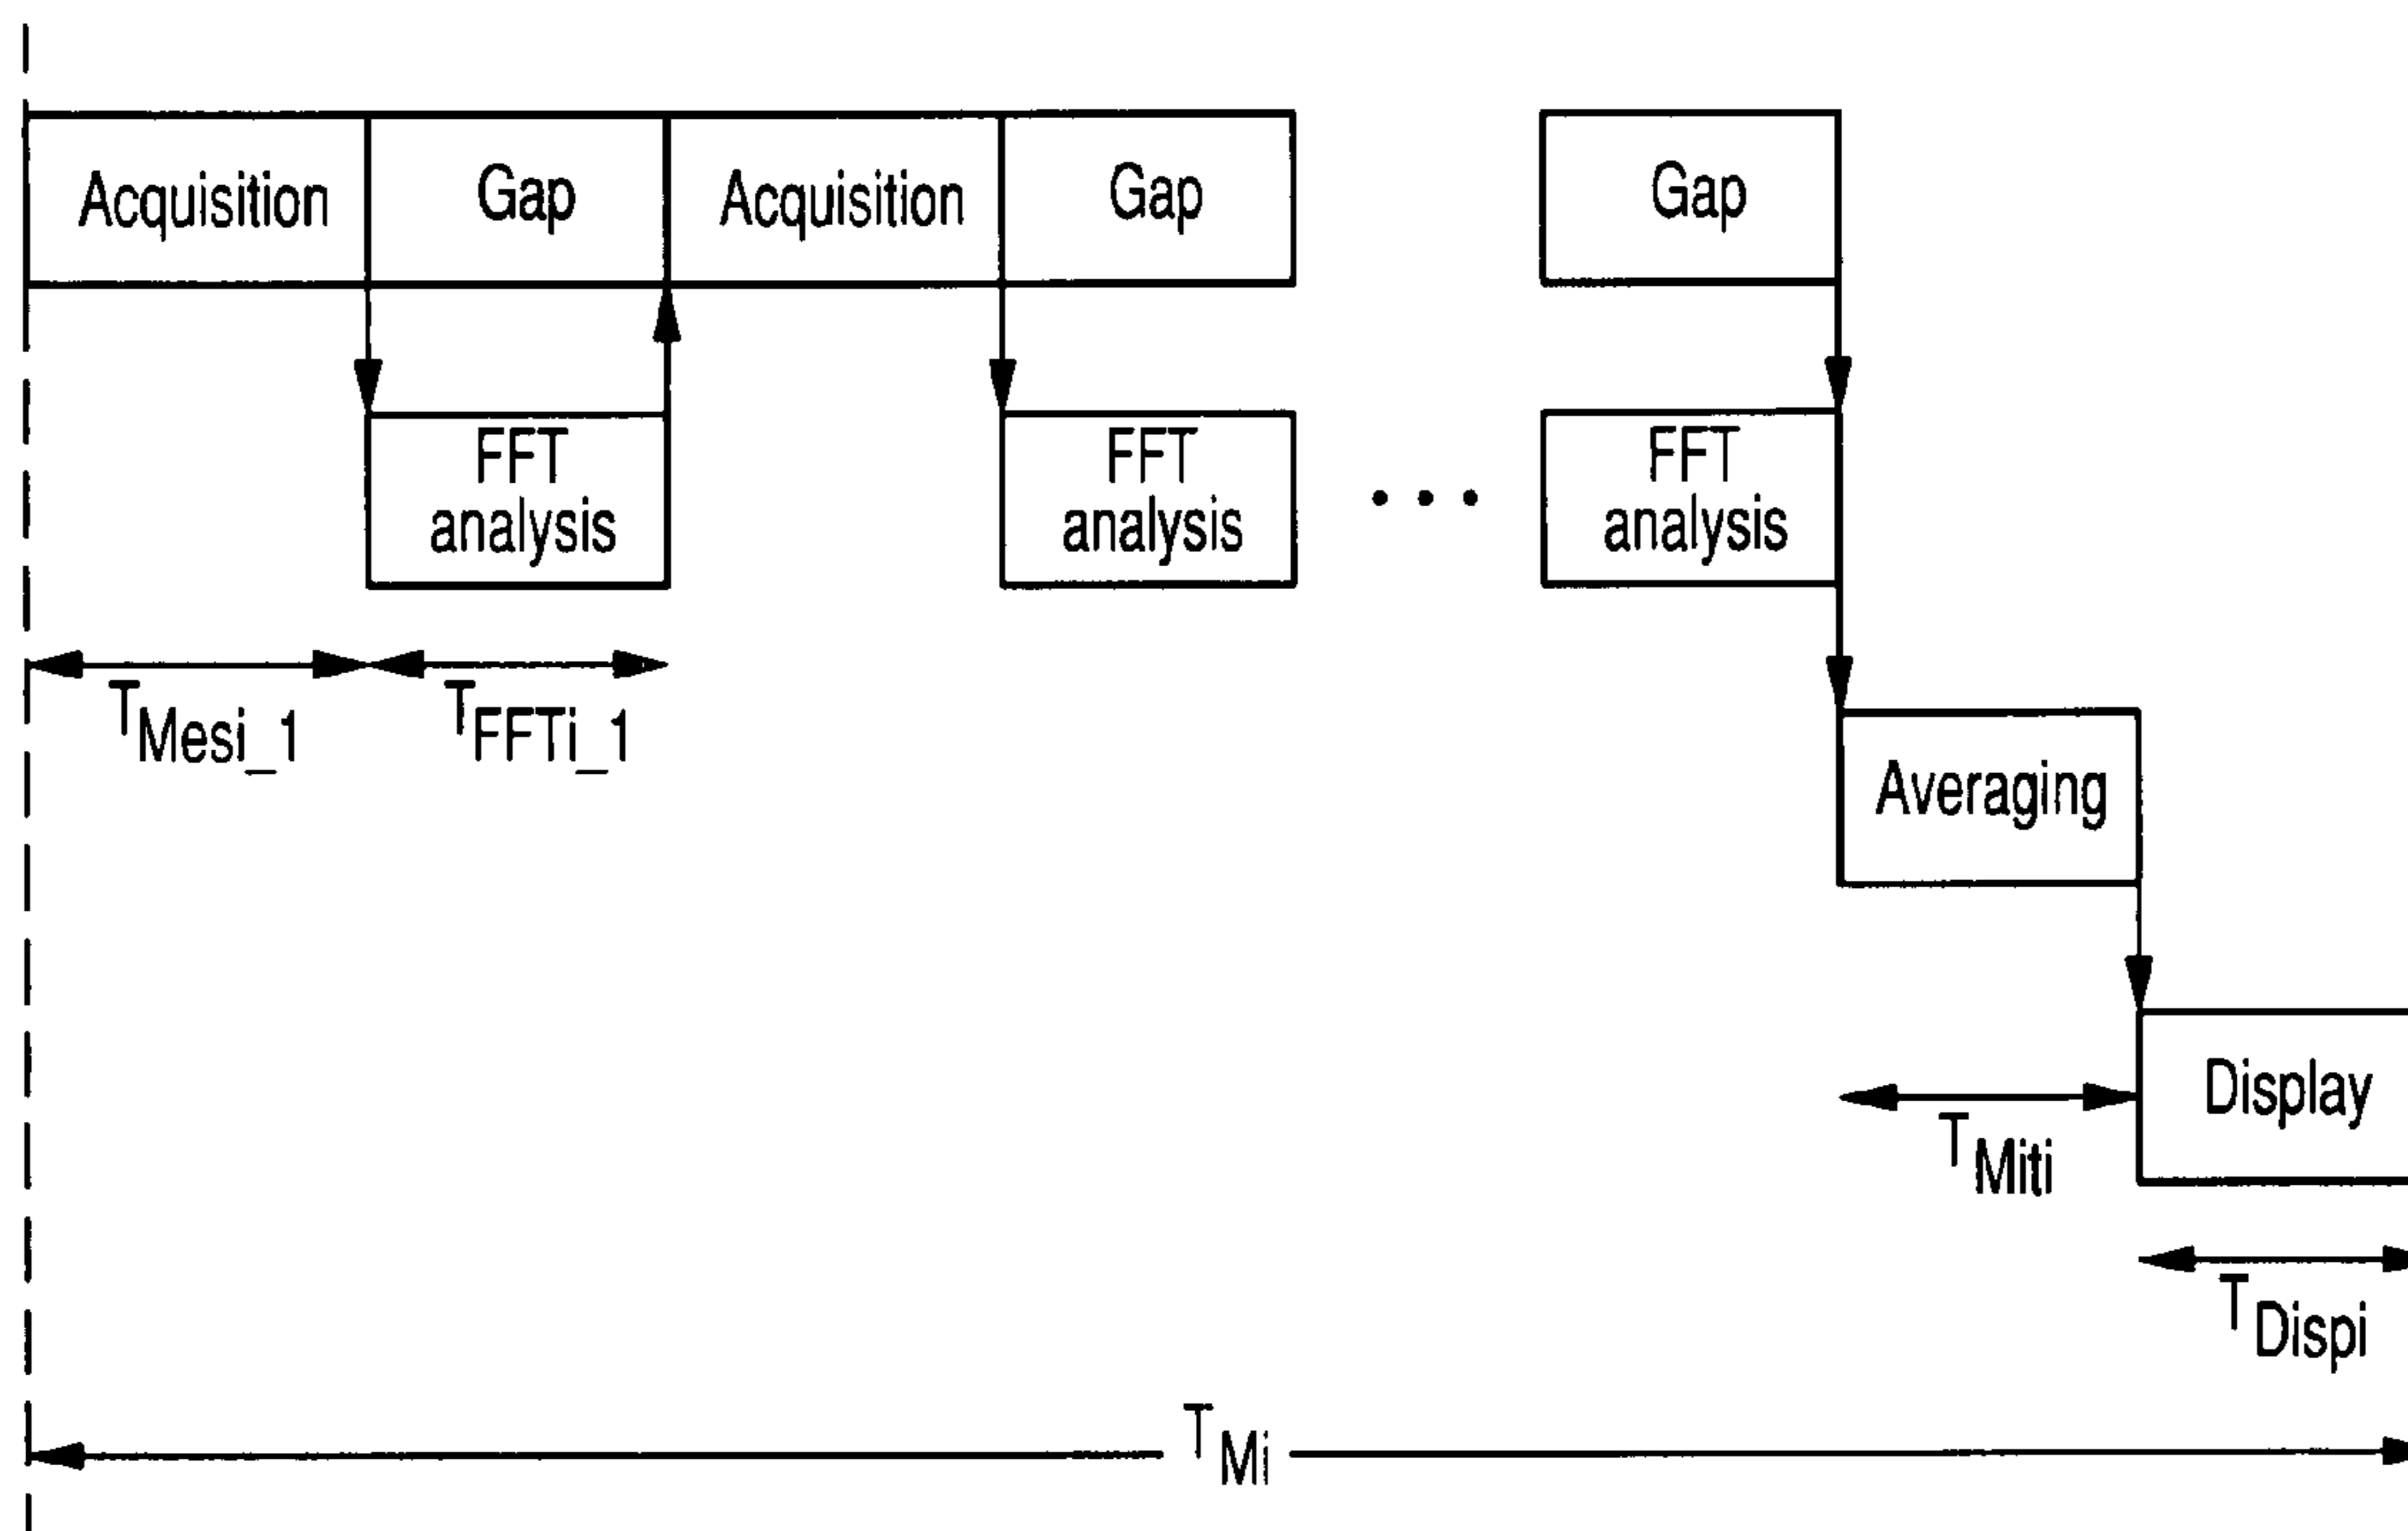 Acquisition Gap Acquisition Gap Gap
FFT
analysis
FFT
analysis
FFT
analysis
TMesi_1
TFFTi_1
Averaging
Display
TMiti
TDispi
TMi